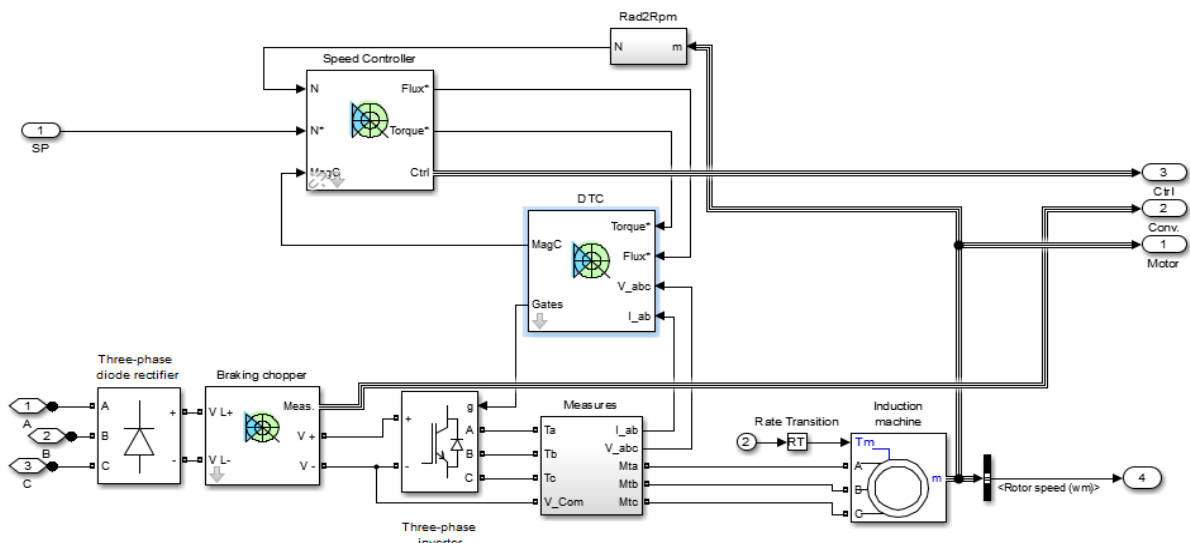 Rad2Rpm
N m
Speed Controller
N Flux*
1 N* Torque*
SP
MagC Ctrl 3
Ctrl
DTC 2
Torque* Conv.
MagC Flux* 1
Motor
V_abc
Gates
I_ab
Three-phase
diode rectifier
Braking chopper
Three-phase
inverter
1 A + V L+ Meas. g Measures Induction
machine
A V + + A Ta I_ab Rate Transition
2 B B Tb V_abc 2 RT Tm
3 C - V L- V - - C Tc Mta A m 4
B Mtb B <Rotor speed (wm)>
C V_Com Mtc C